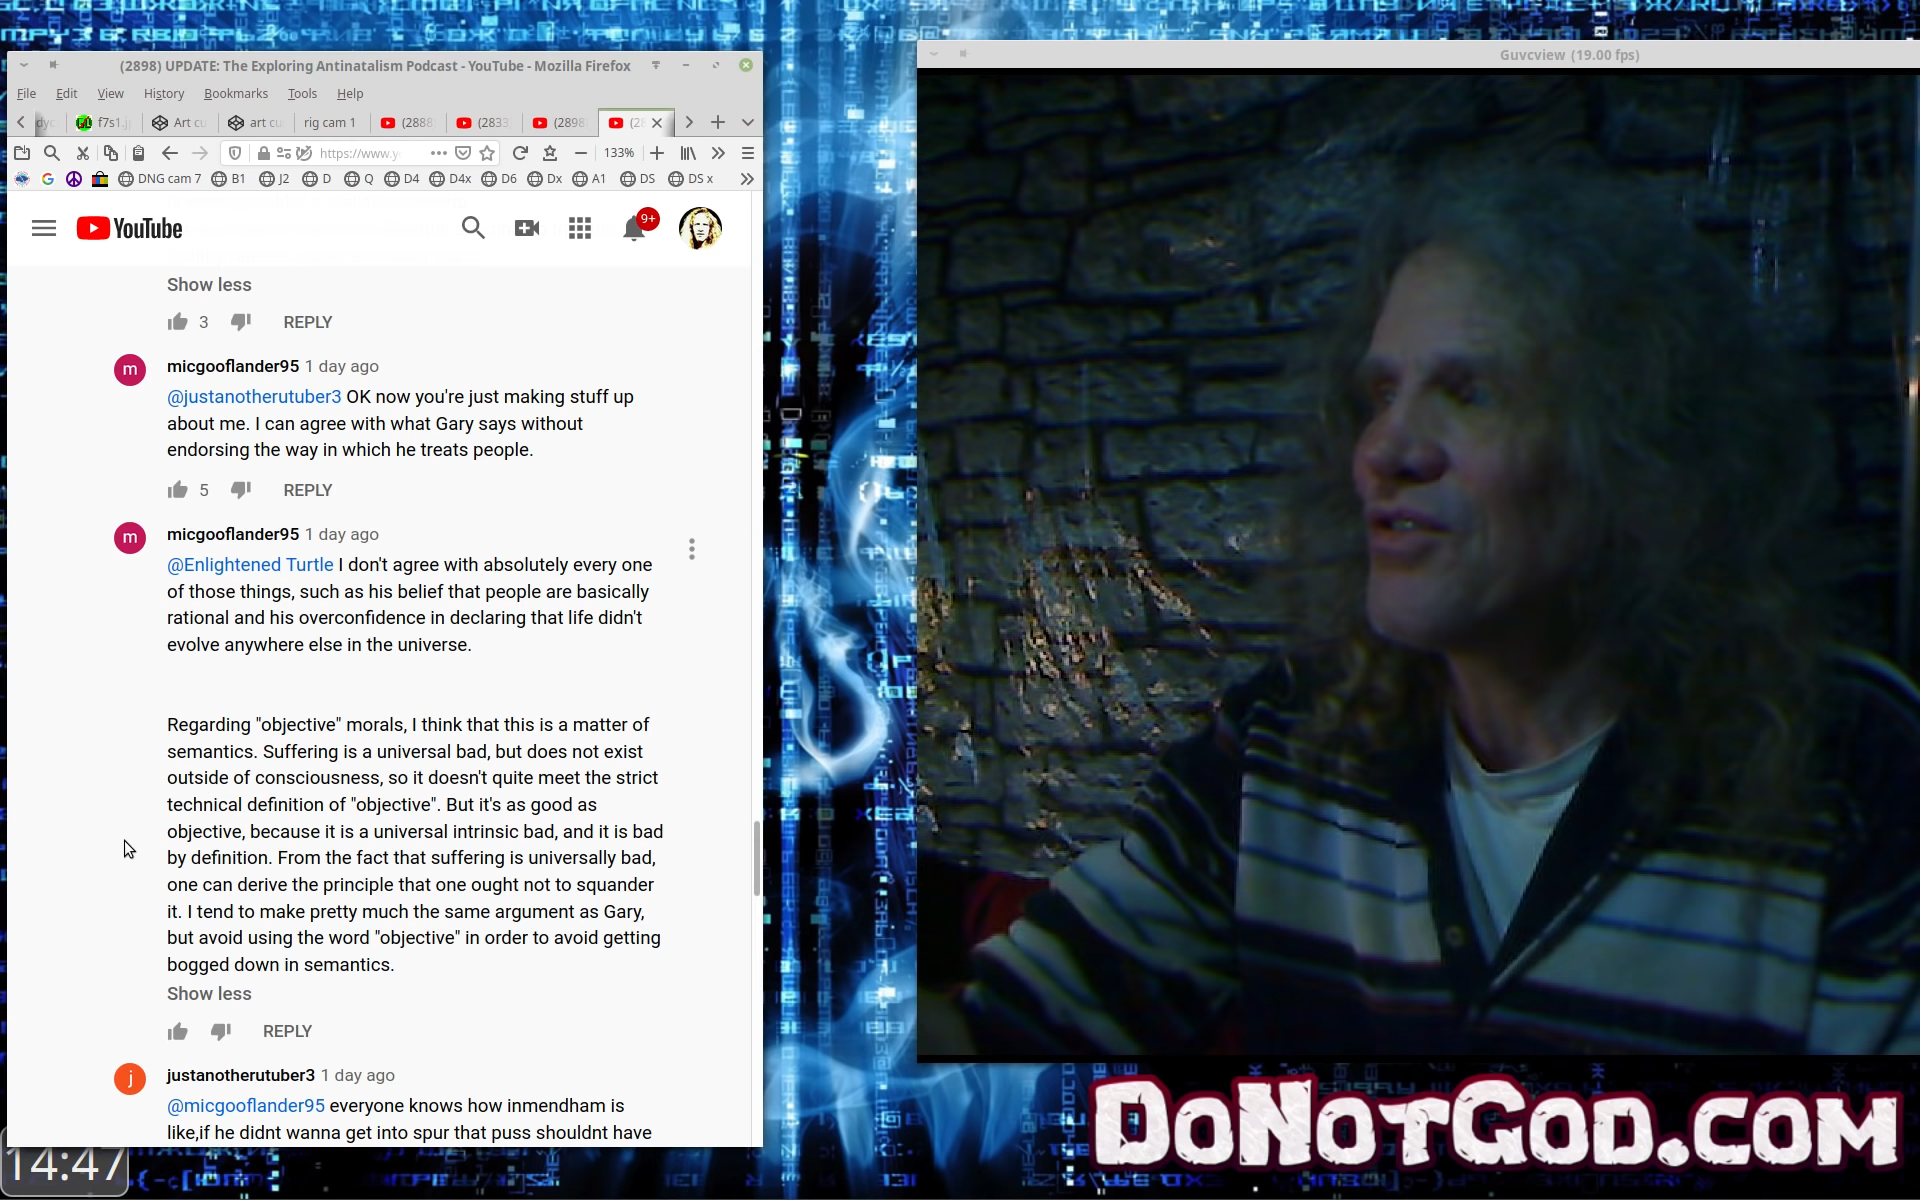 (2898) UPDATE: The Exploring Antinatalism Podcast - YouTube - Mozilla Firefox
File Edit View History Bookmarks Tools Help
f7s1.j Art cu art cu rig cam 1 (2888 (2833 (2898 (28
https://www.y 133%
DNG cam 7 B1 J2 D Q D4 D4x D6 Dx A1 DS DS x
YouTube 9+
Show less
3 REPLY
m micgooflander95 1 day ago
@justanotherutuber3 OK now you're just making stuff up
about me. I can agree with what Gary says without
endorsing the way in which he treats people.
5 REPLY
m micgooflander95 1 day ago
@Enlightened Turtle I don't agree with absolutely every one
of those things, such as his belief that people are basically
rational and his overconfidence in declaring that life didn't
evolve anywhere else in the universe.
Regarding "objective" morals, I think that this is a matter of
semantics. Suffering is a universal bad, but does not exist
outside of consciousness, so it doesn't quite meet the strict
technical definition of "objective". But it's as good as
objective, because it is a universal intrinsic bad, and it is bad
by definition. From the fact that suffering is universally bad,
one can derive the principle that one ought not to squander
it. I tend to make pretty much the same argument as Gary,
but avoid using the word "objective" in order to avoid getting
bogged down in semantics.
Show less
REPLY
j justanotherutuber3 1 day ago
@micgooflander95 everyone knows how inmendham is
like,if he didnt wanna get into spur that puss shouldnt have
14:47
Guvcview (19.00 fps)
DoNotGod.com